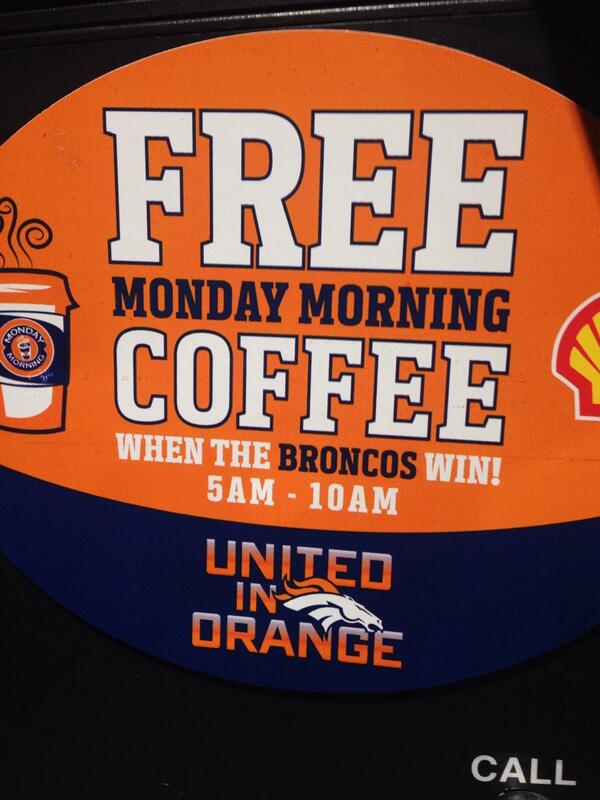 FREE
MONDAY MORNING
COFFEE
WHEN THE BRONCOS WIN!
5AM - 10AM
MONDAY
MORNING
UNITED
IN
ORANGE
CALL